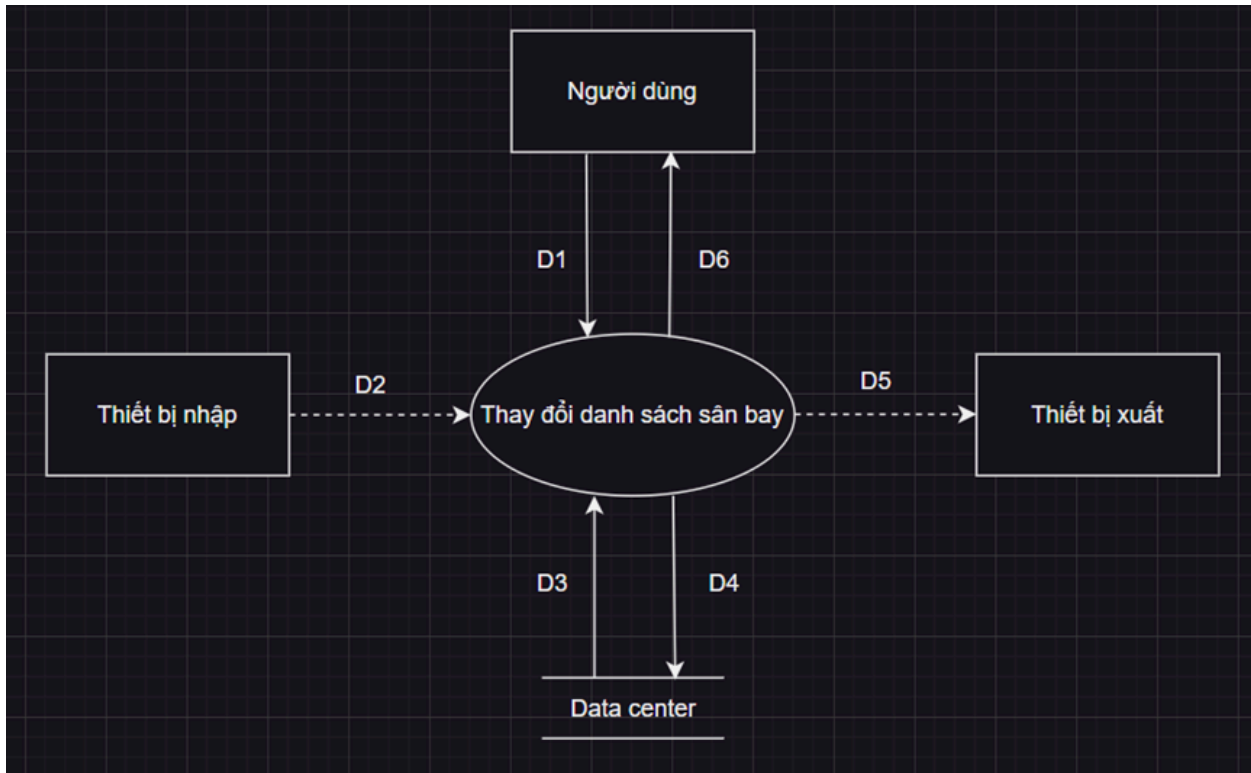 Người dùng
D1
D6
D2
D5
Thiết bị nhập
Thay đổi danh sách sân bay
Thiết bị xuất
D3
D4
Data center